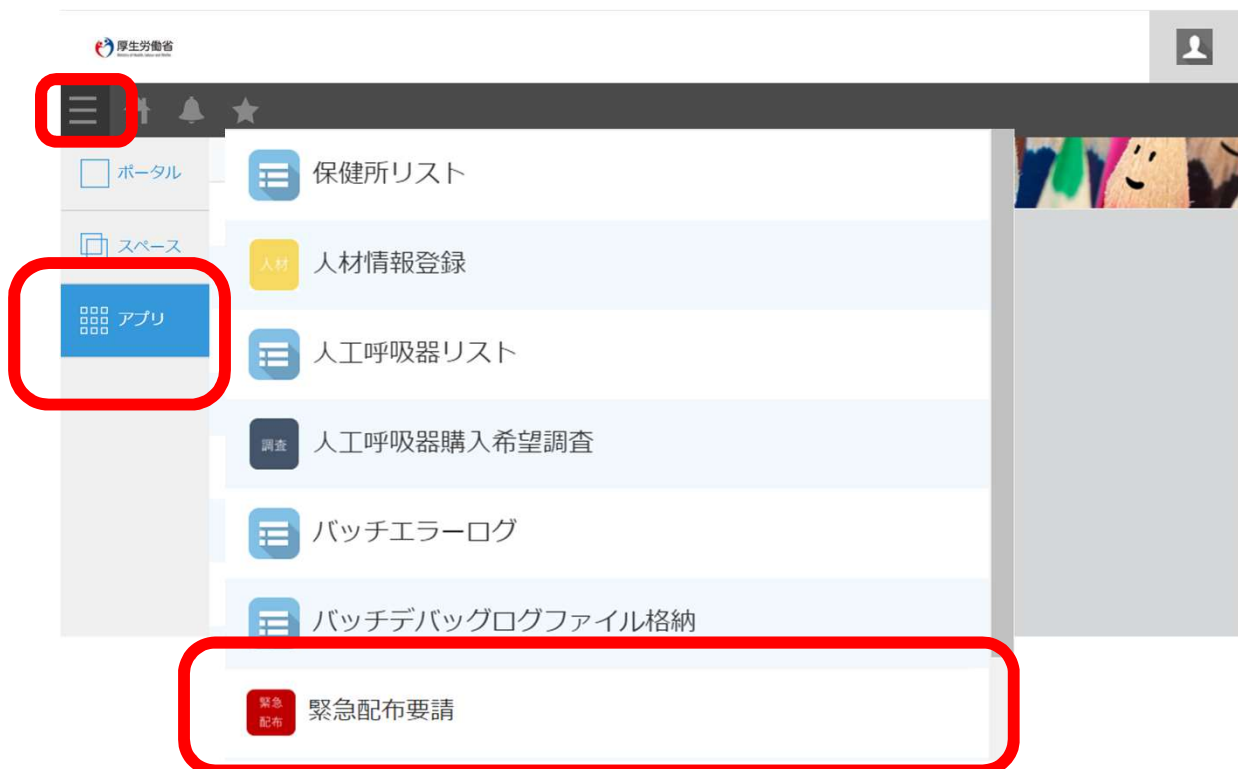 厚生労働省
ポータル
スペース
アプリ
保健所リスト
人材
人材情報登録
人工呼吸器リスト
調査
人工呼吸器購入希望調査
バッチエラーログ
バッチデバッグログファイル格納
緊急
配布
緊急配布要請